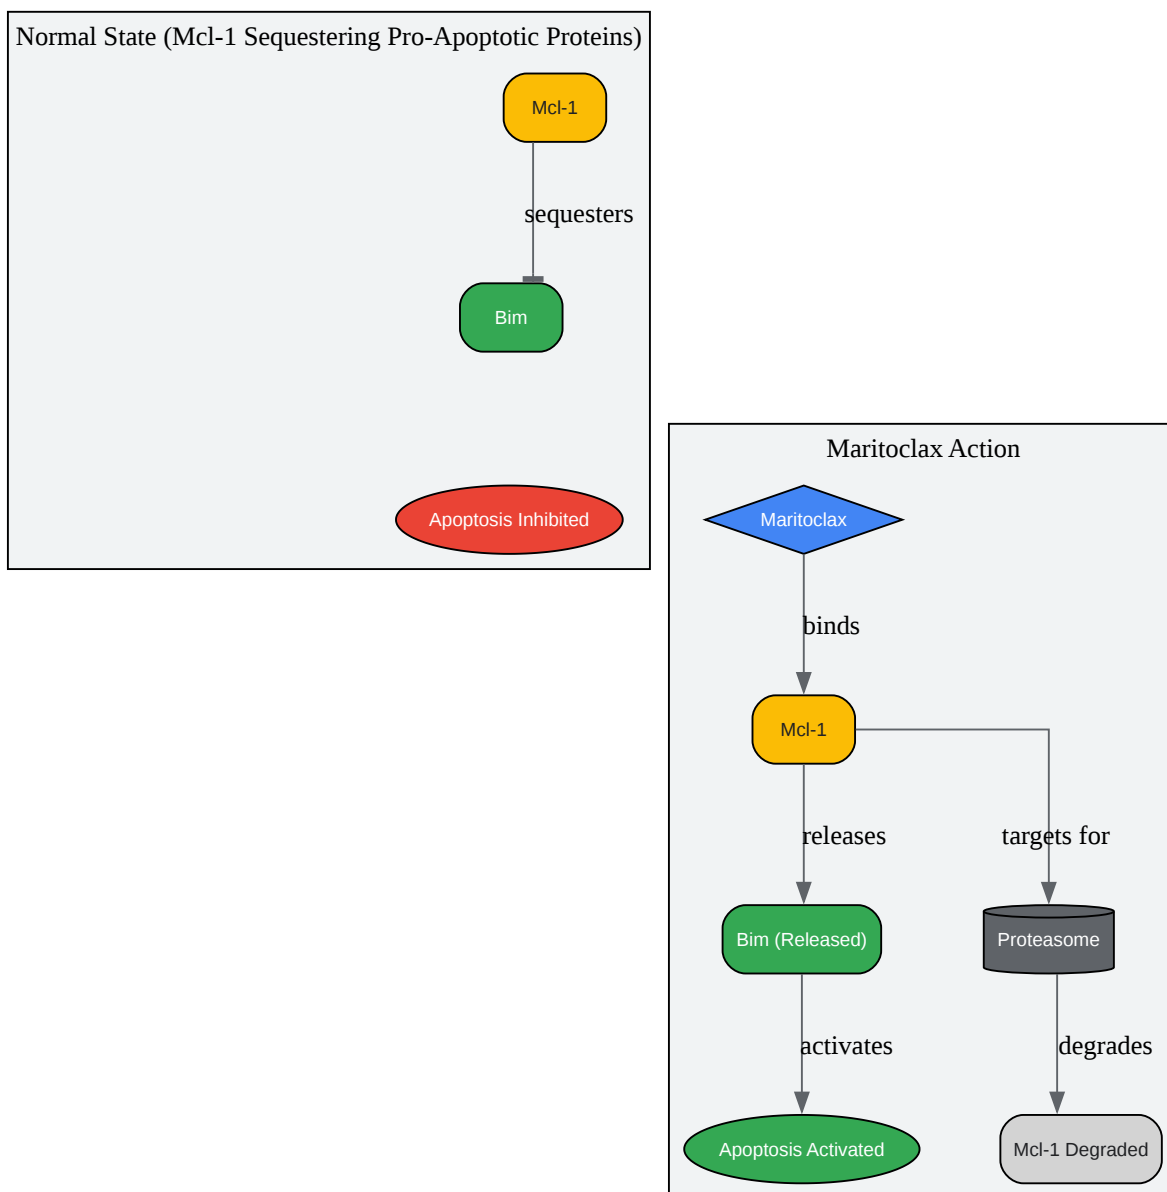 Normal State (Mcl-1 Sequestering Pro-Apoptotic Proteins)
Mcl-1
sequesters
Bim
Apoptosis Inhibited
Maritoclax Action
Maritoclax
binds
Mcl-1
releases
targets for
Bim (Released)
Proteasome
activates
degrades
Apoptosis Activated
Mcl-1 Degraded